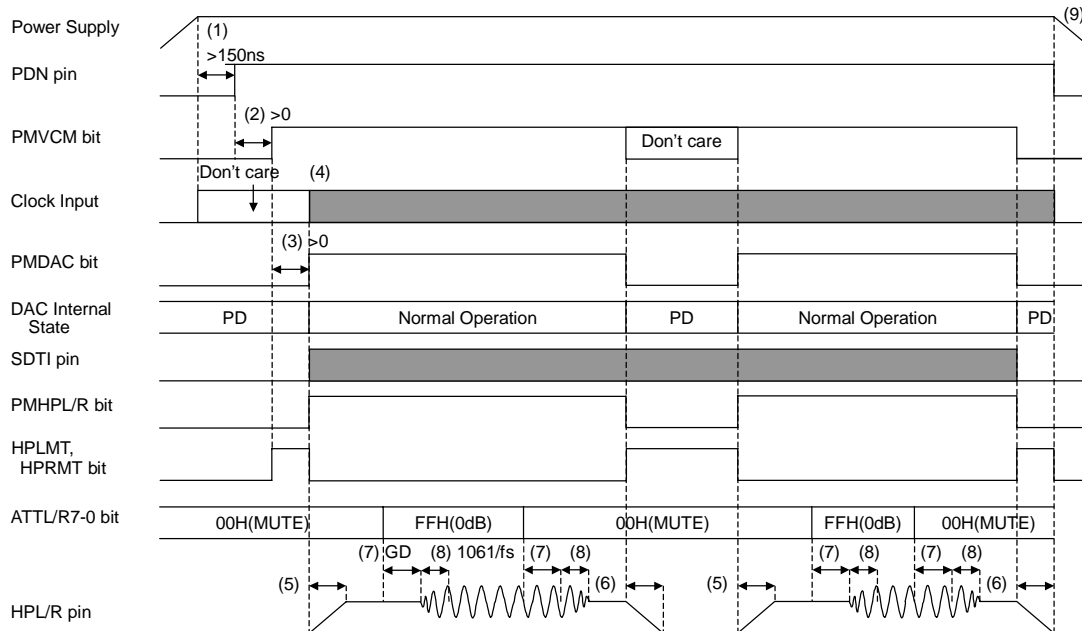 Power Supply
(1)
(9)
>150ns
PDN pin
(2) >0
PMVCM bit
Don't care
Don't care
(4)
Clock Input
(3) >0
PMDAC bit
DAC Internal
State
PD
Normal Operation
PD
Normal Operation
PD
SDTI pin
PMHPL/R bit
HPLMT,
HPRMT bit
ATTL/R7-0 bit
00H(MUTE)
FFH(0dB)
00H(MUTE)
FFH(0dB)
00H(MUTE)
(7) GD
(8) 1061/fs
(7)
(8)
(7)
(8)
(7)
(8)
(5)
(6)
(5)
(6)
HPL/R pin